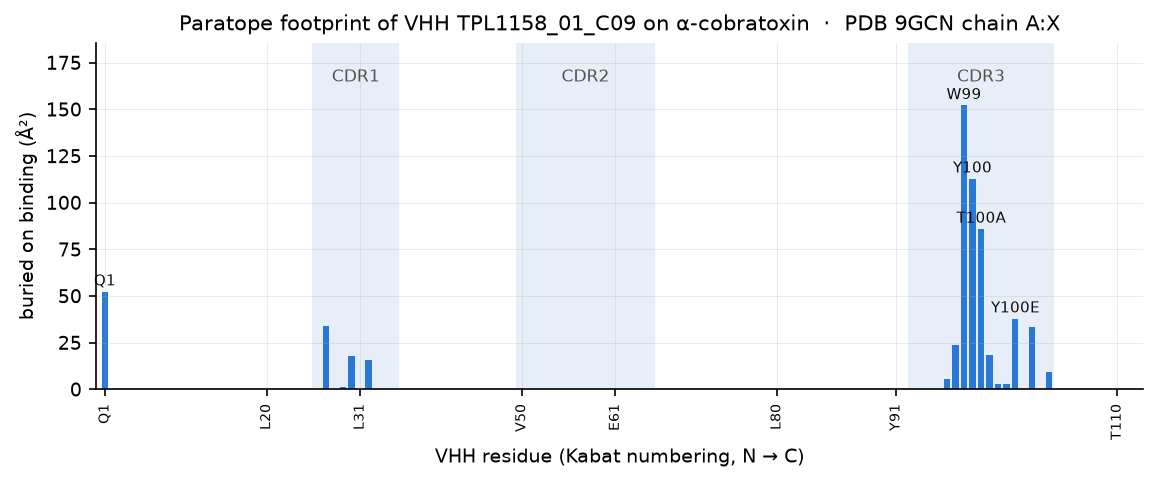 Paratope footprint of VHH TPL1158_01_C09 on α-cobratoxin · PDB 9GCN chain A:X
buried on binding (Å²)
175
150
125
100
75
50
25
0
CDR1
CDR2
CDR3
Q1
W99
Y100
T100A
Y100E
Q1
L20
L31
V50
E61
L80
Y91
T110
VHH residue (Kabat numbering, N → C)